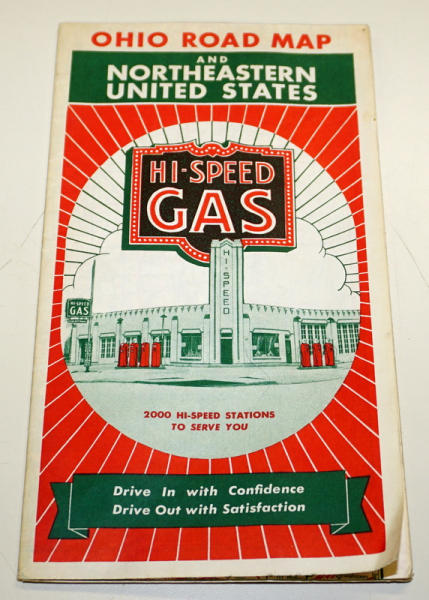 OHIO ROAD MAP
AND
NORTHEASTERN
UNITED STATES
HI-SPEED
GAS
HI-SPEED
HI-SPEED
GAS
2000 HI-SPEED STATIONS
TO SERVE YOU
Drive In with Confidence
Drive Out with Satisfaction